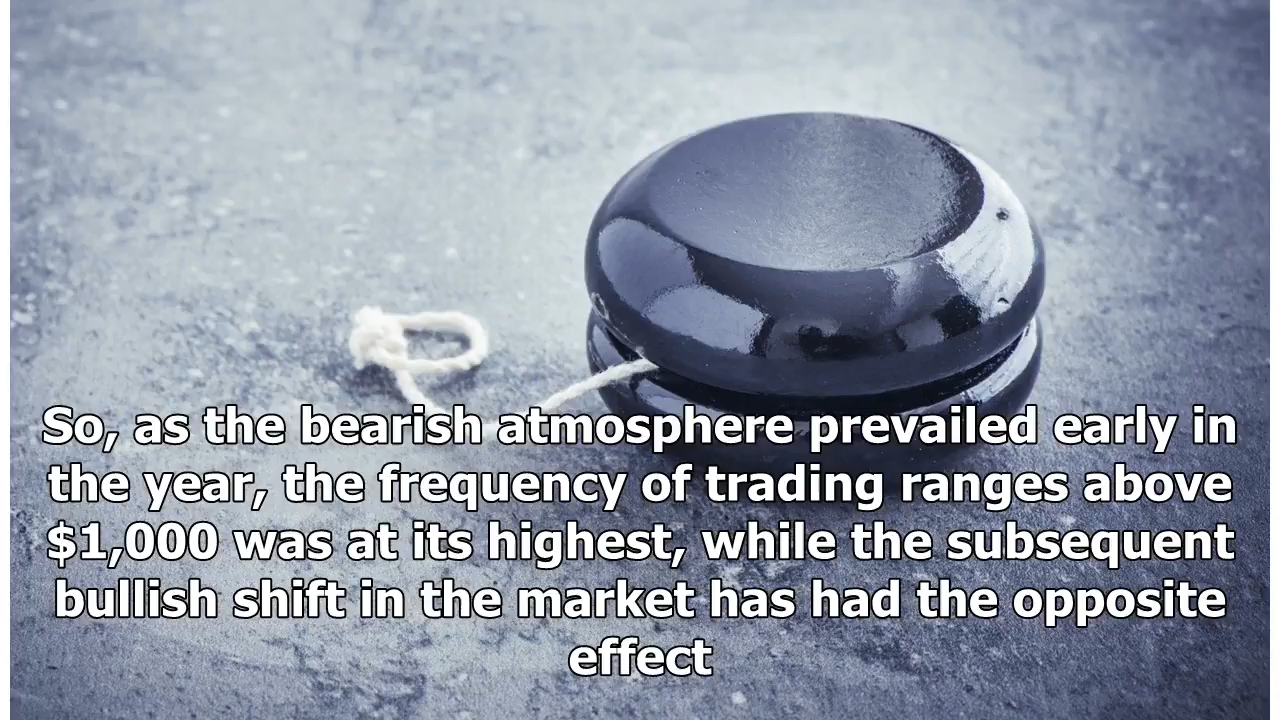 So, as the bearish atmosphere prevailed early in
the year, the frequency of trading ranges above
$1,000 was at its highest, while the subsequent
bullish shift in the market has had the opposite
effect